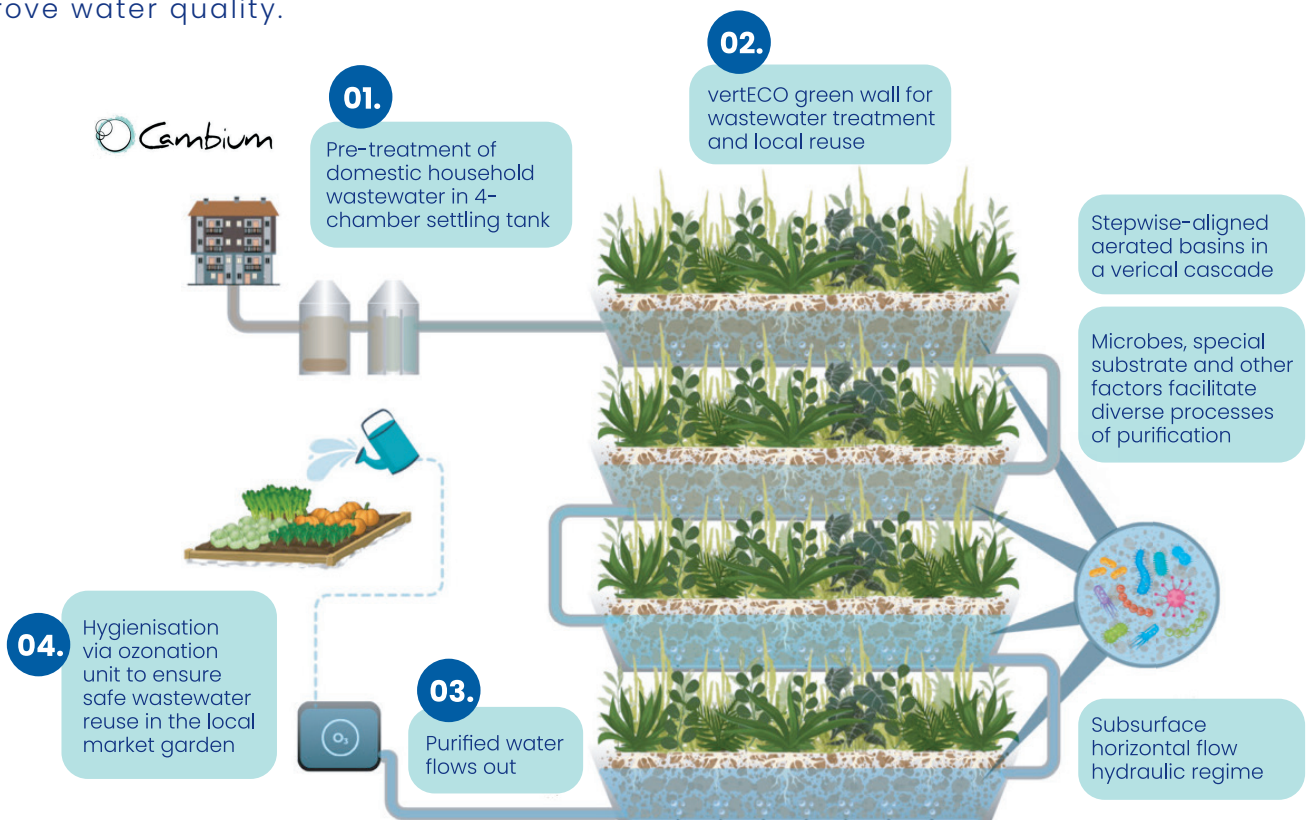 rove water quality.
Cambium
01.
Pre-treatment of
domestic household
wastewater in 4-
chamber settling tank
02.
vertECO green wall for
wastewater treatment
and local reuse
Stepwise-aligned
aerated basins in
a verical cascade
Microbes, special
substrate and other
factors facilitate
diverse processes
of purification
Subsurface
horizontal flow
hydraulic regime
03.
Purified water
flows out
O₃
04.
Hygienisation
via ozonation
unit to ensure
safe wastewater
reuse in the local
market garden